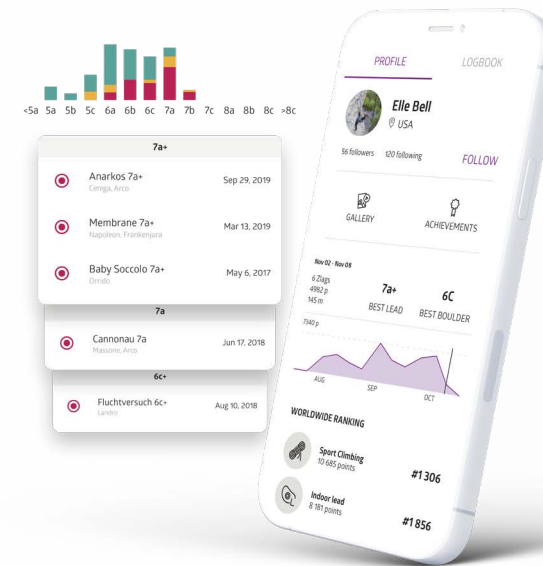 <5a 5a 5b 5c 6a 6b 6c 7a 7b 7c 8a 8b 8c >8c
7a+
Anarkos 7a+
Ceniga, Arco
Sep 29, 2019
Membrane 7a+
Napoleon, Frankenjura
Mar 13, 2019
Baby Soccolo 7a+
Orrido
May 6, 2017
7a
Cannonau 7a
Massone, Arco
Jun 17, 2018
6c+
Fluchtversuch 6c+
Landro
Aug 10, 2018
PROFILE LOGBOOK
Elle Bell
USA
56 followers 120 following FOLLOW
GALLERY ACHIEVEMENTS
Nov 02 - Nov 08
6 Zlags
4982 p
145 m
7a+
BEST LEAD
6C
BEST BOULDER
7340 p
AUG SEP OCT
WORLDWIDE RANKING
Sport Climbing
10 685 points
#1 306
Indoor lead
8 181 points
#1 856